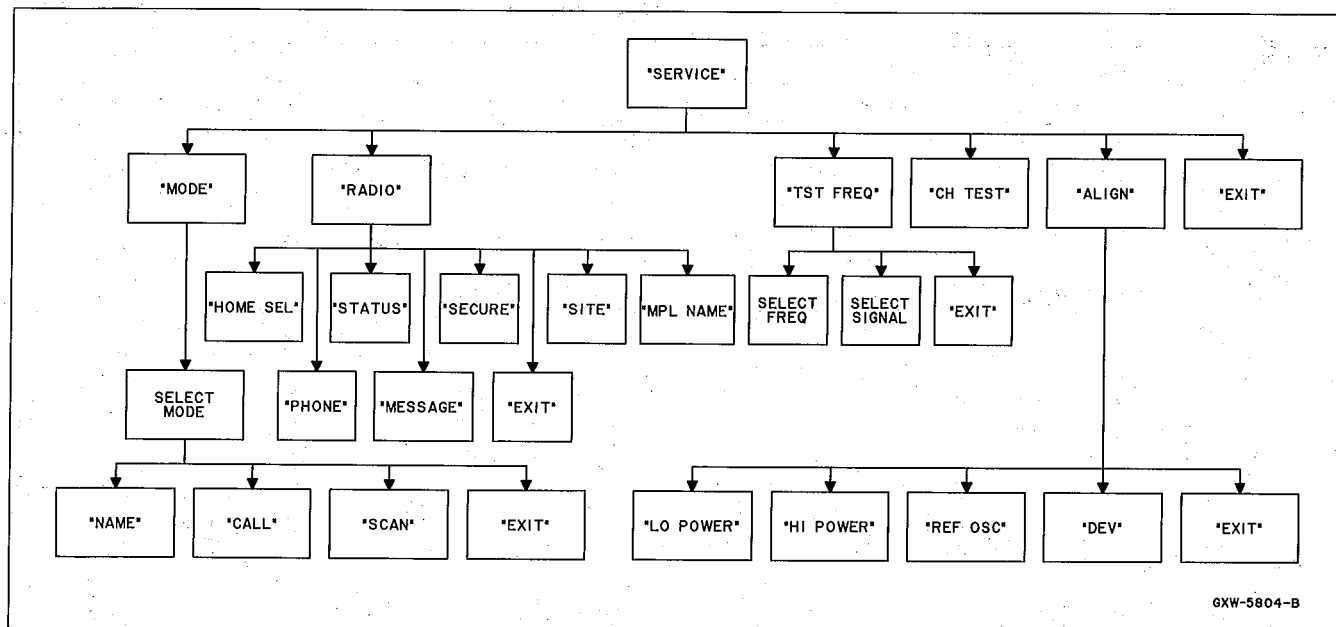 "SERVICE"
"MODE"
"RADIO"
"TST FREQ"
"CH TEST"
"ALIGN"
"EXIT"
"HOME SEL"
"STATUS"
"SECURE"
"SITE"
"MPL NAME"
SELECT
FREQ
SELECT
SIGNAL
"EXIT"
SELECT
MODE
"PHONE"
"MESSAGE"
"EXIT"
"NAME"
"CALL"
"SCAN"
"EXIT"
"LO POWER"
"HI POWER"
"REF OSC"
"DEV"
"EXIT"
GXW-5804-B